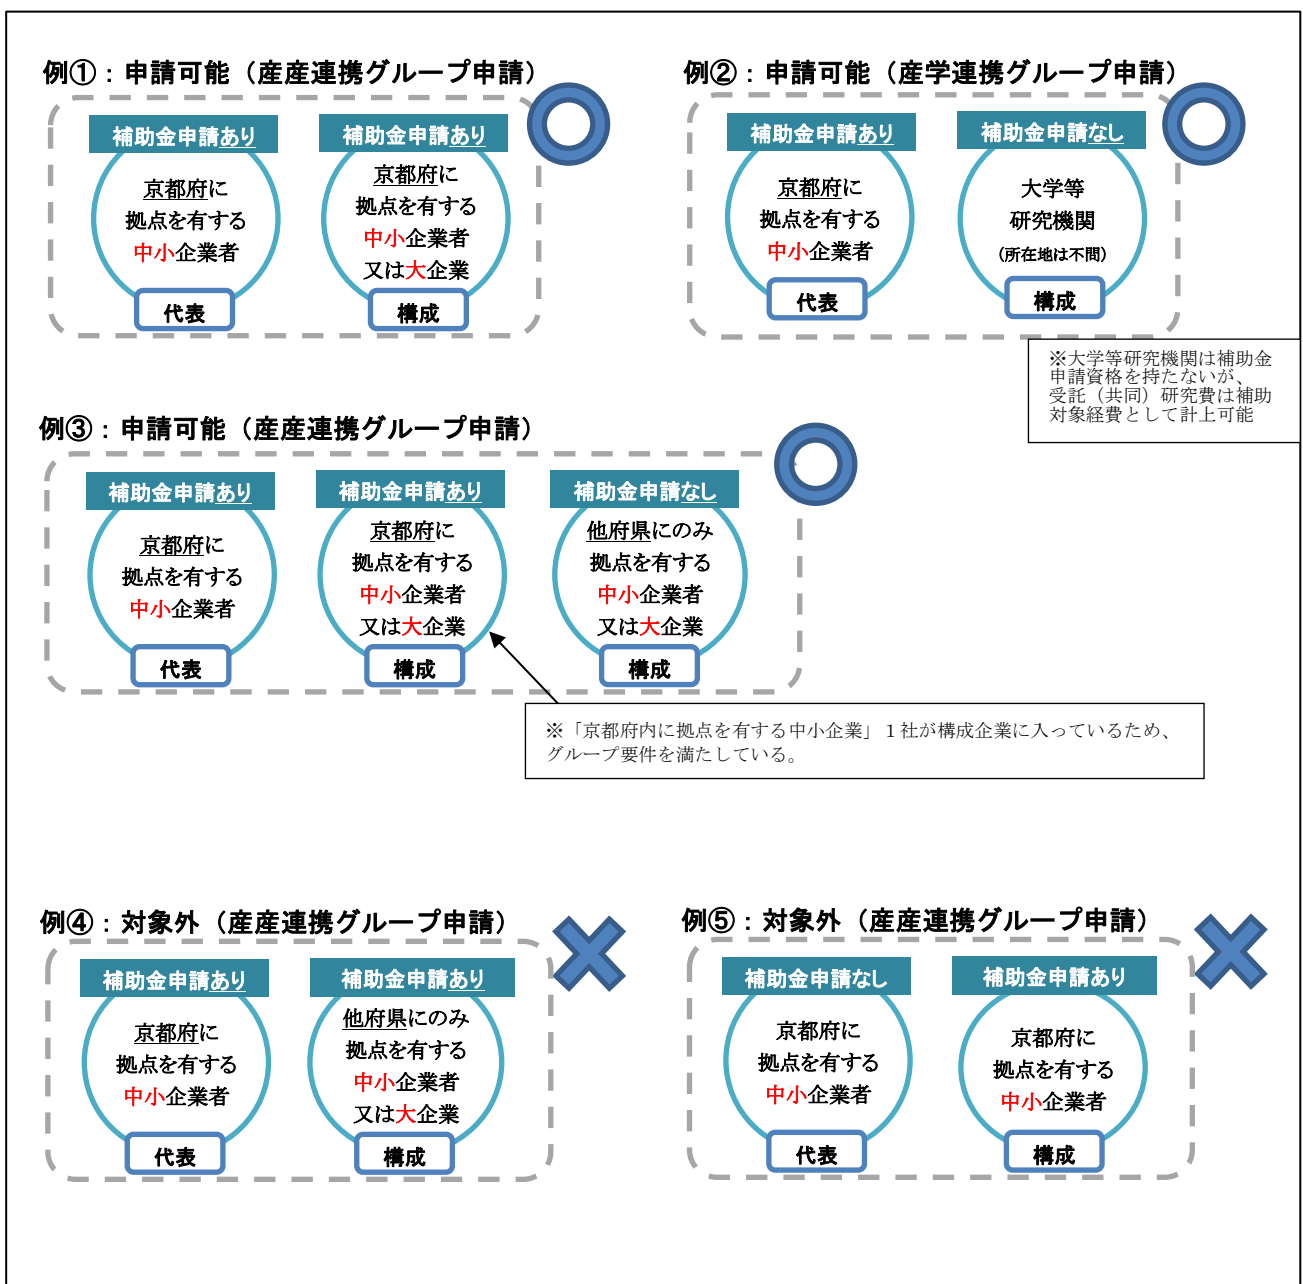 例①：申請可能（産産連携グループ申請）
補助金申請あり
京都府に
拠点を有する
中小企業者
代表
補助金申請あり
京都府に
拠点を有する
中小企業者
又は大企業
構成
例②：申請可能（産学連携グループ申請）
補助金申請あり
京都府に
拠点を有する
中小企業者
代表
補助金申請なし
大学等
研究機関
（所在地は不問）
構成
※大学等研究機関は補助金
申請資格を持たないが、
受託（共同）研究費は補助
対象経費として計上可能
例③：申請可能（産産連携グループ申請）
補助金申請あり
京都府に
拠点を有する
中小企業者
代表
補助金申請あり
京都府に
拠点を有する
中小企業者
又は大企業
構成
補助金申請なし
他府県にのみ
拠点を有する
中小企業者
又は大企業
構成
※「京都府内に拠点を有する中小企業」１社が構成企業に入っているため、
グループ要件を満たしている。
例④：対象外（産産連携グループ申請）
補助金申請あり
京都府に
拠点を有する
中小企業者
代表
補助金申請あり
他府県にのみ
拠点を有する
中小企業者
又は大企業
構成
例⑤：対象外（産産連携グループ申請）
補助金申請なし
京都府に
拠点を有する
中小企業者
代表
補助金申請あり
京都府に
拠点を有する
中小企業者
構成